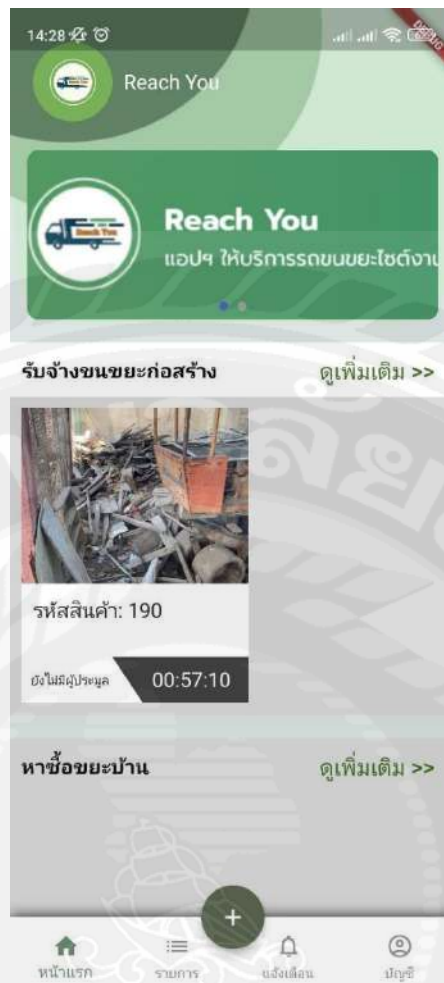 14:28
Reach You
Reach You
แอปฯ ให้บริการรถขนขยะไซต์งาน
รับจ้างขนขยะก่อสร้าง
ดูเพิ่มเติม >>
รหัสสินค้า: 190
ยังไม่มีผู้ประมูล
00:57:10
หาซื้อขยะบ้าน
ดูเพิ่มเติม >>
+
หน้าแรก
รายการ
แจ้งเตือน
บัญชี